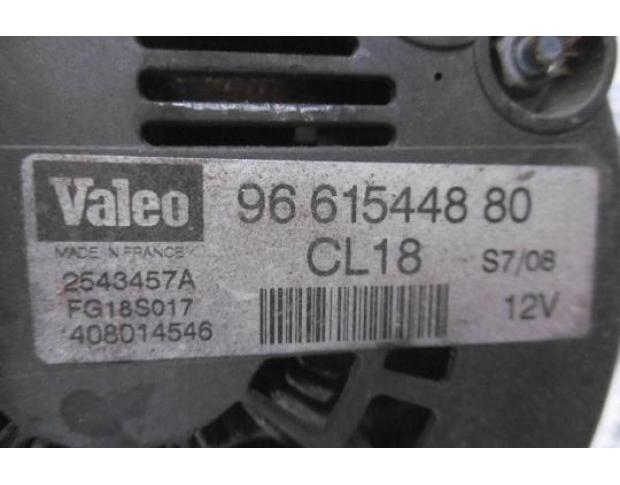 Valeo 96 615448 80
MADE IN FRANCE CL18 S7/08
2543457A
FG18S017 12V
408014546